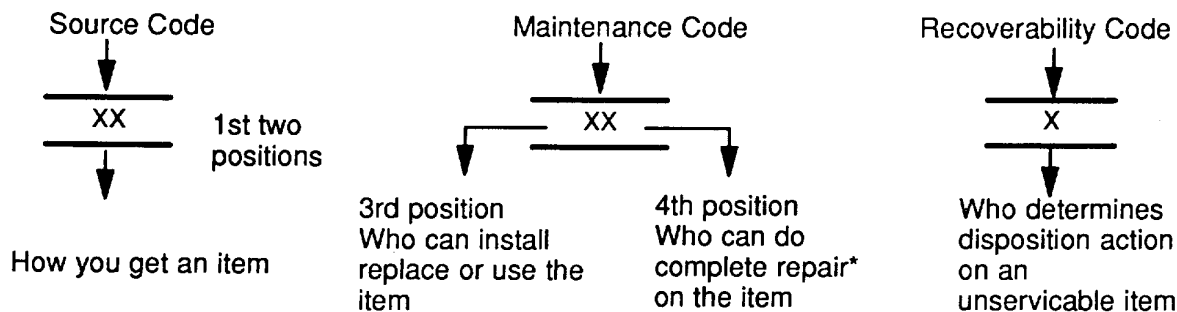 Source Code
XX
1st two
positions
How you get an item
Maintenance Code
XX
3rd position
Who can install
replace or use the
item
4th position
Who can do
complete repair*
on the item
Recoverability Code
X
Who determines
disposition action
on an
unservicable item